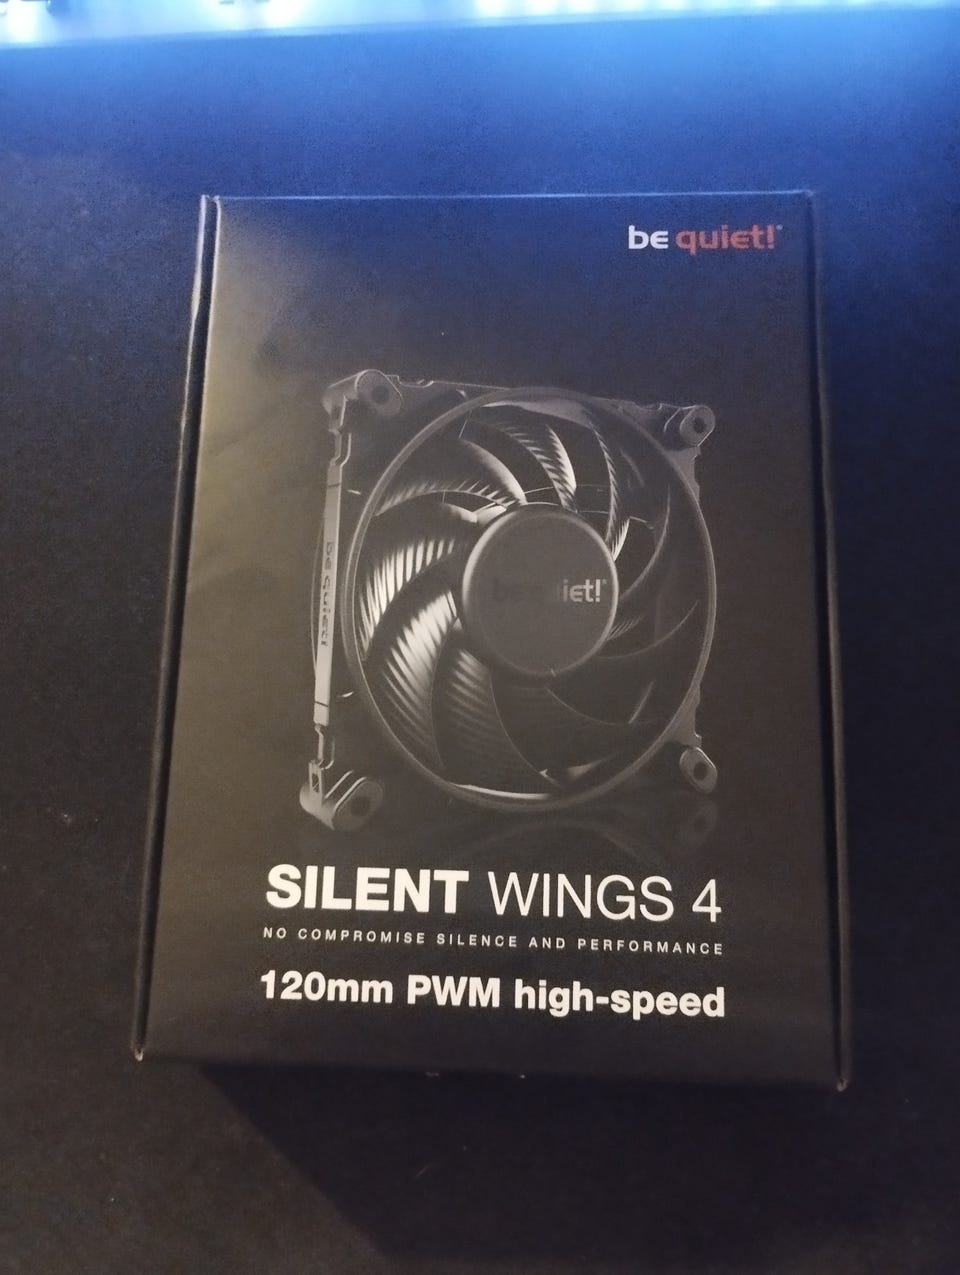 be quiet!
be quiet!
be quiet!
SILENT WINGS 4
NO COMPROMISE SILENCE AND PERFORMANCE
120mm PWM high-speed